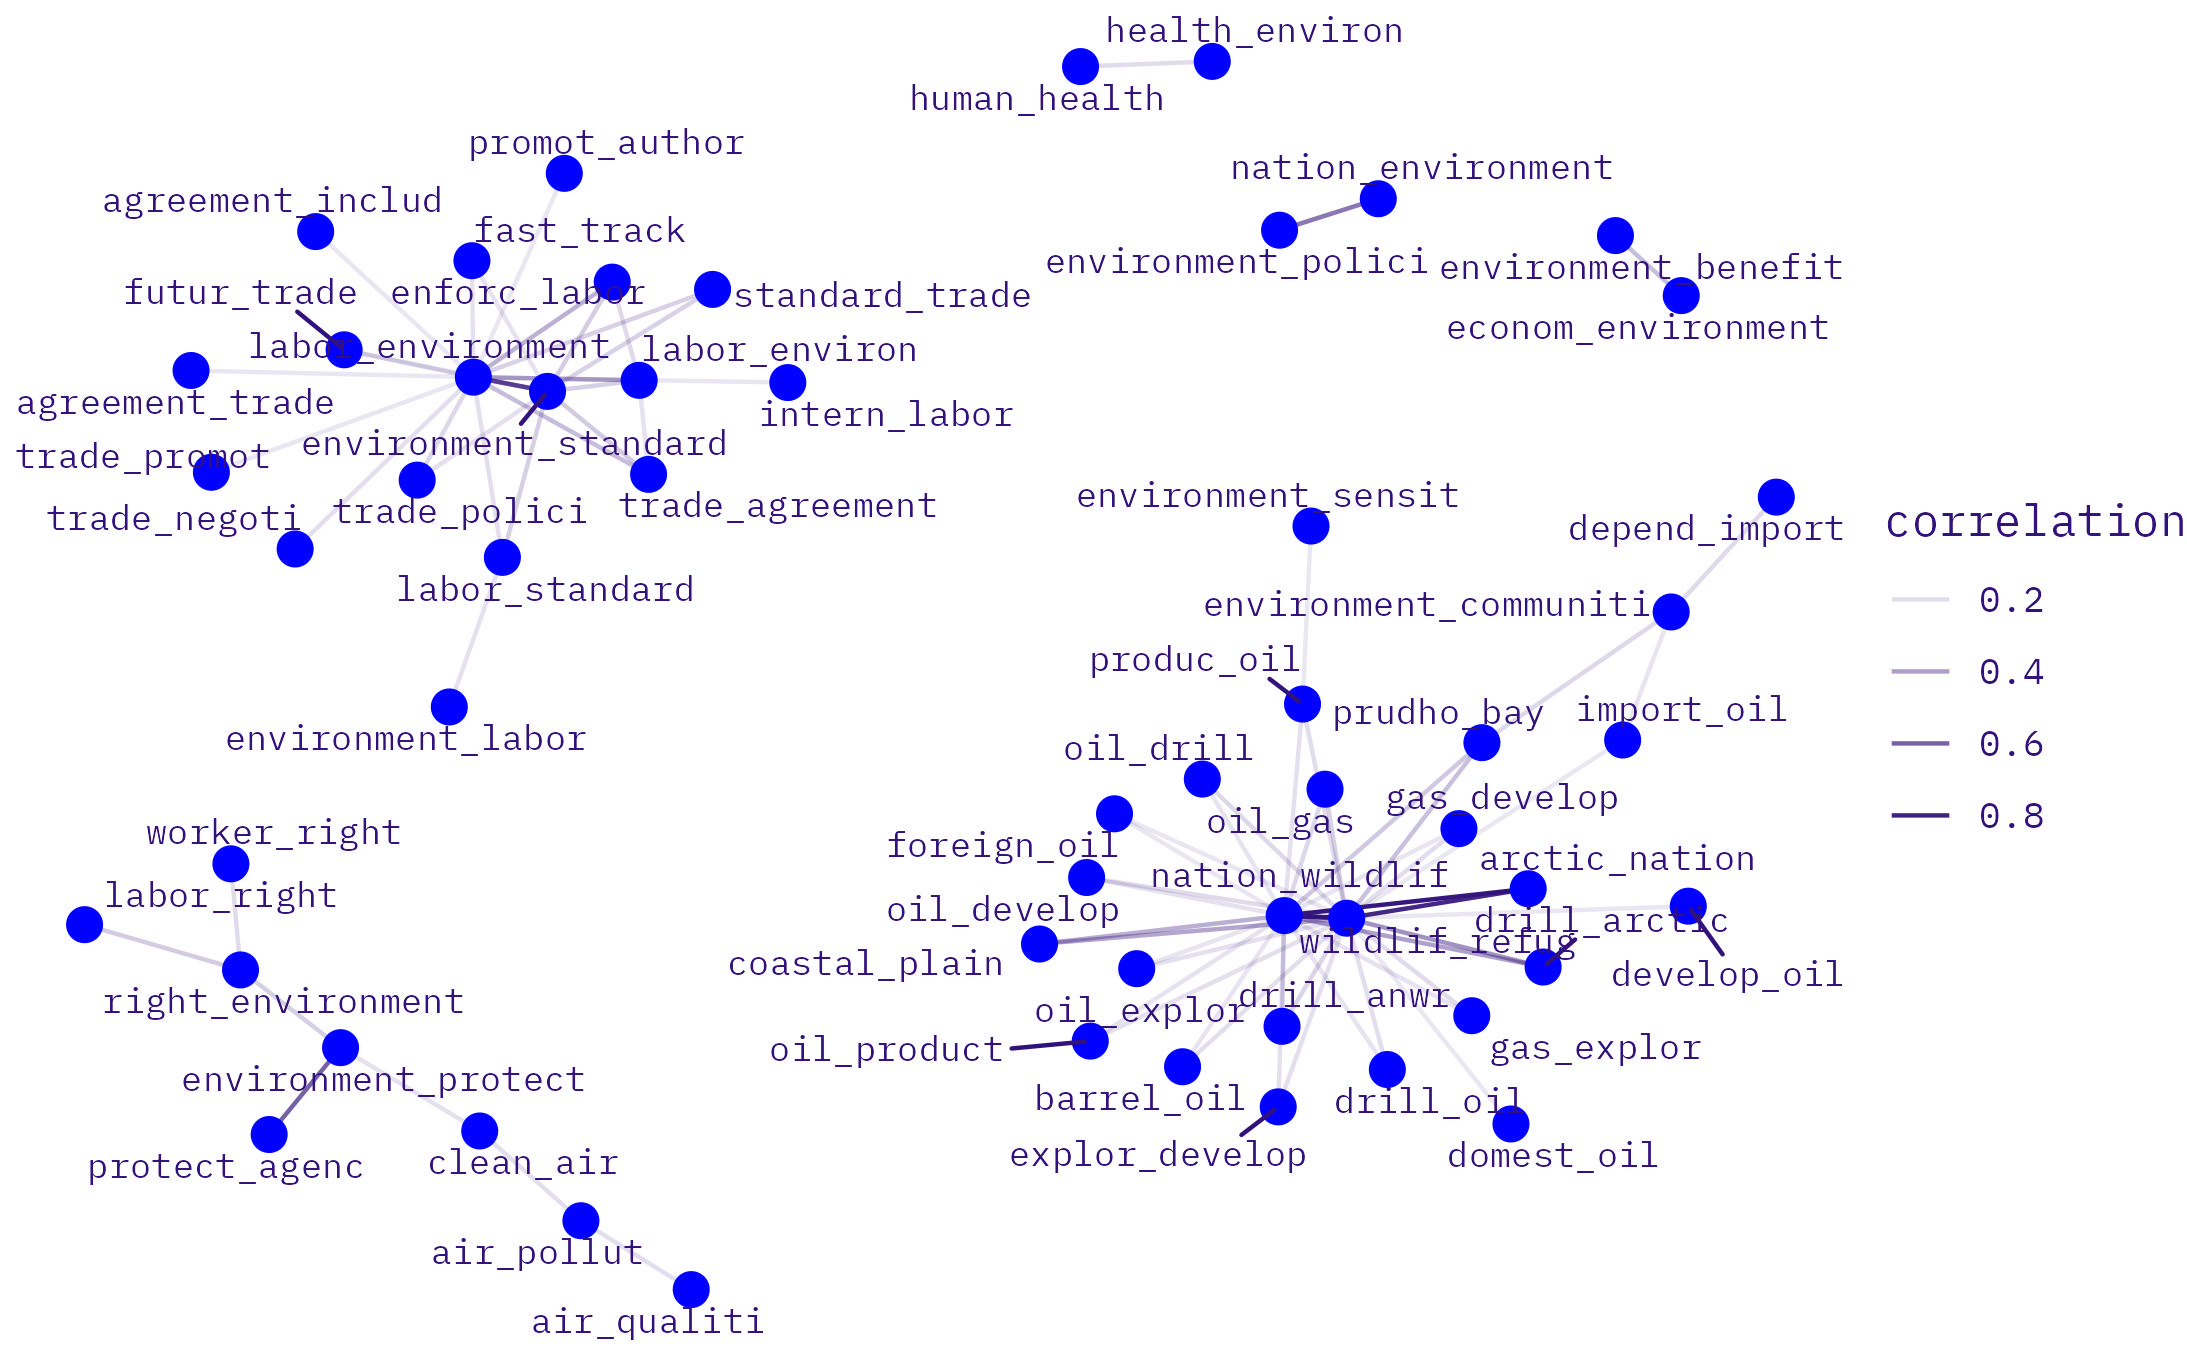 health_environ
human_health
promot_author
nation_environment
agreement_includ
fast_track
environment_polici
environment_benefit
futur_trade
enforc_labor
standard_trade
econom_environment
labor_environment
labor_environ
agreement_trade
intern_labor
environment_standard
trade_promot
environment_sensit
trade_negoti
trade_polici
trade_agreement
depend_import
correlation
labor_standard
0.2
environment_communiti
produc_oil
0.4
prudho_bay
import_oil
environment_labor
oil_drill
0.6
gas_develop
oil_gas
0.8
worker_right
foreign_oil
arctic_nation
nation_wildlif
labor_right
oil_develop
drill_arctic
wildlif_refug
coastal_plain
develop_oil
right_environment
drill_anwr
oil_explor
oil_product
gas_explor
environment_protect
barrel_oil
drill_oil
explor_develop
domest_oil
protect_agenc
clean_air
air_pollut
air_qualiti